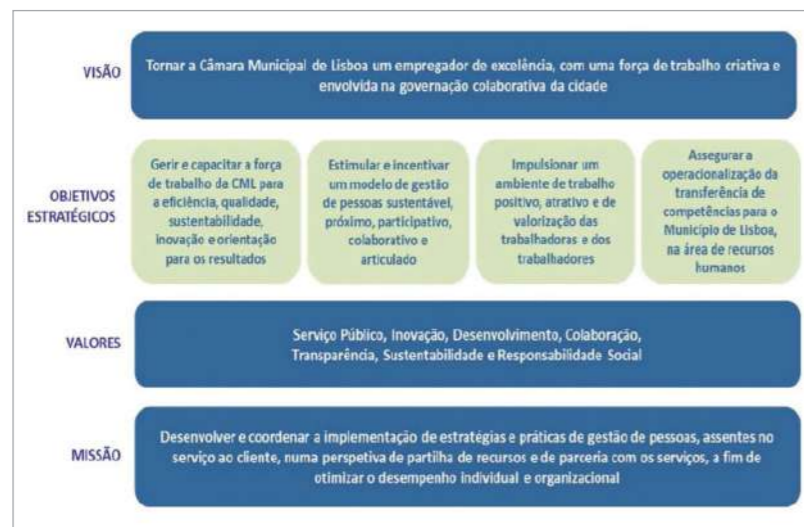 VISÃO
Tornar a Câmara Municipal de Lisboa um empregador de excelência, com uma força de trabalho criativa e
envolvida na governação colaborativa da cidade
OBJETIVOS
ESTRATÉGICOS
Gerir e capacitar a força
de trabalho da CML para
a eficiência, qualidade,
sustentabilidade,
inovação e orientação
para os resultados
Estimular e incentivar
um modelo de gestão
de pessoas sustentável,
próximo, participativo,
colaborativo e
articulado
Impulsionar um
ambiente de trabalho
positivo, atrativo e de
valorização das
trabalhadoras e dos
trabalhadores
Assegurar a
operacionalização da
transferência de
competências para o
Município de Lisboa,
na área de recursos
humanos
VALORES
Serviço Público, Inovação, Desenvolvimento, Colaboração,
Transparência, Sustentabilidade e Responsabilidade Social
MISSÃO
Desenvolver e coordenar a implementação de estratégias e práticas de gestão de pessoas, assentes no
serviço ao cliente, numa perspetiva de partilha de recursos e de parceria com os serviços, a fim de
otimizar o desempenho individual e organizacional